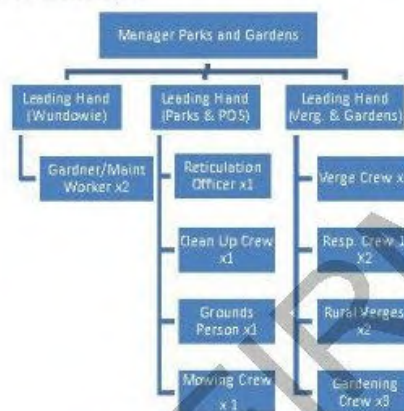 Manager Parks and Gardens
Leading Hand
(Wundowie)
Leading Hand
(Parks & POS)
Leading Hand
(Verg. & Gardens)
Gardner/Maint
Worker x2
Reticulation
Officer x1
Clean Up Crew
x1
Grounds
Person x1
Mowing Crew
x 1
Verge Crew x
Resp. Crew 1
X2
Rural Verges
x2
Gardening
Crew x3